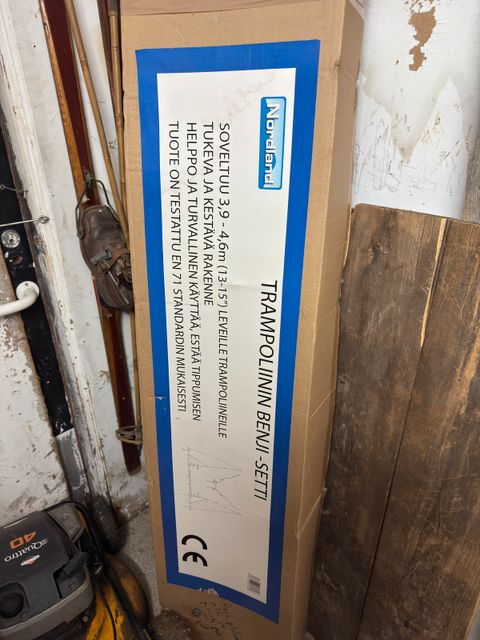 Nordland
TRAMPOLIININ BENJI -SETTI
SOVELTUU 3,9 - 4,6m (13-15") LEVEILLE TRAMPOLIINEILLE
TUKEVA JA KESTÄVÄ RAKENNE
HELPPO JA TURVALLINEN KÄYTTÄÄ, ESTÄÄ TIPPUMISEN
TUOTE ON TESTATTU EN 71 STANDARDIN MUKAISESTI
CE
Quattro
40